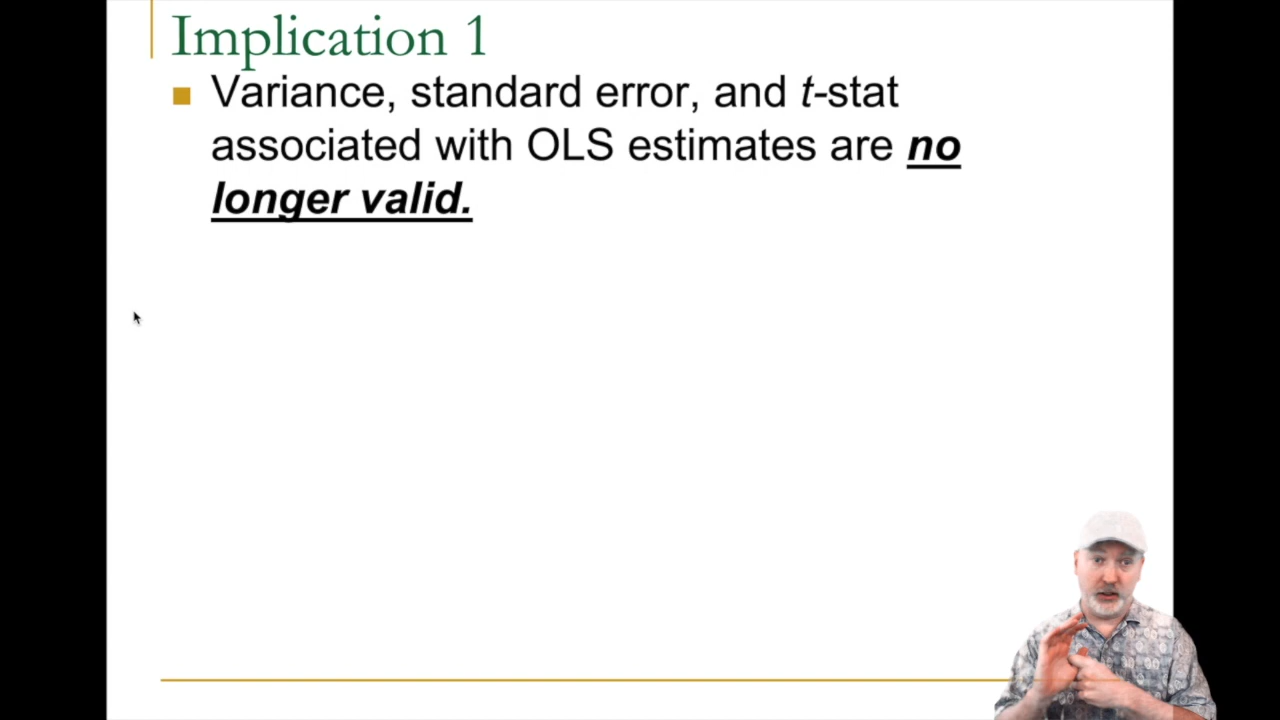 Implication 1
Variance, standard error, and t-stat
associated with OLS estimates are no
longer valid.